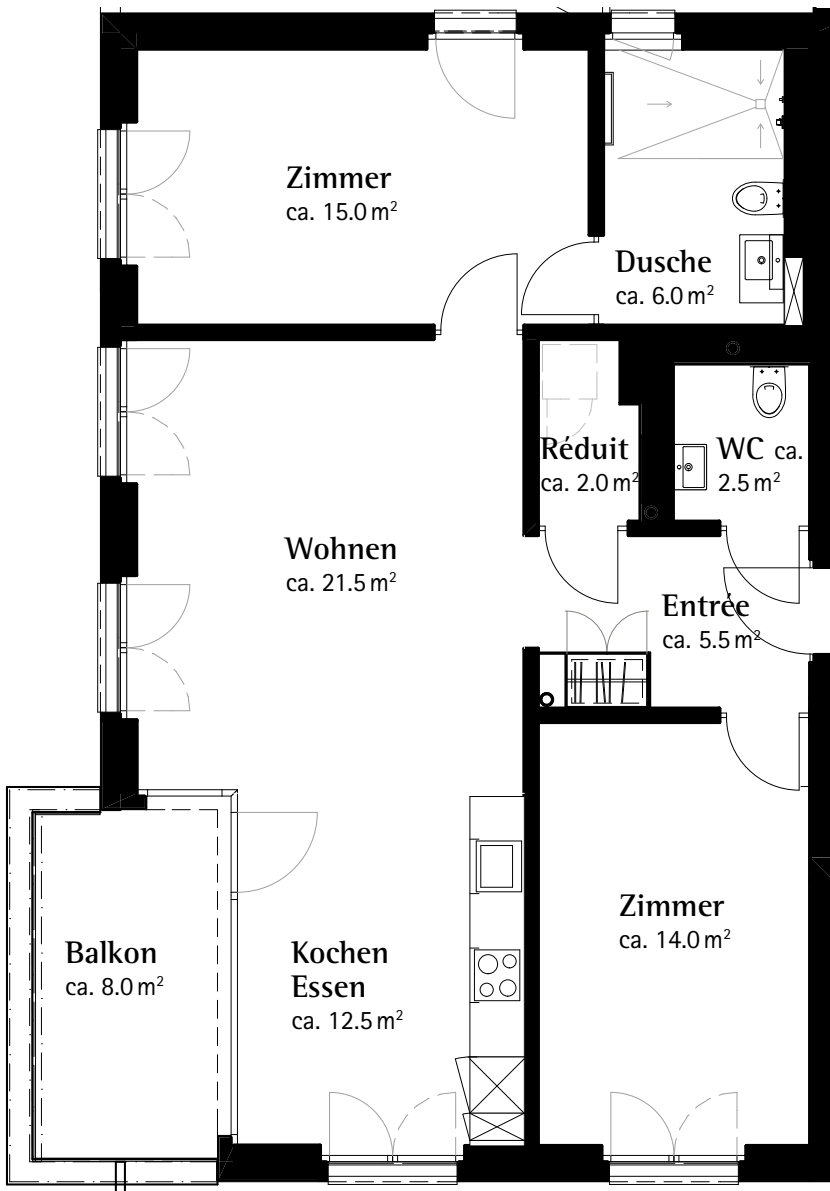 Zimmer
ca. 15.0 m²
Dusche
ca. 6.0 m²
Réduit
ca. 2.0 m²
WC ca.
2.5 m²
Wohnen
ca. 21.5 m²
Entrée
ca. 5.5 m²
Zimmer
ca. 14.0 m²
Balkon
ca. 8.0 m²
Kochen
Essen
ca. 12.5 m²